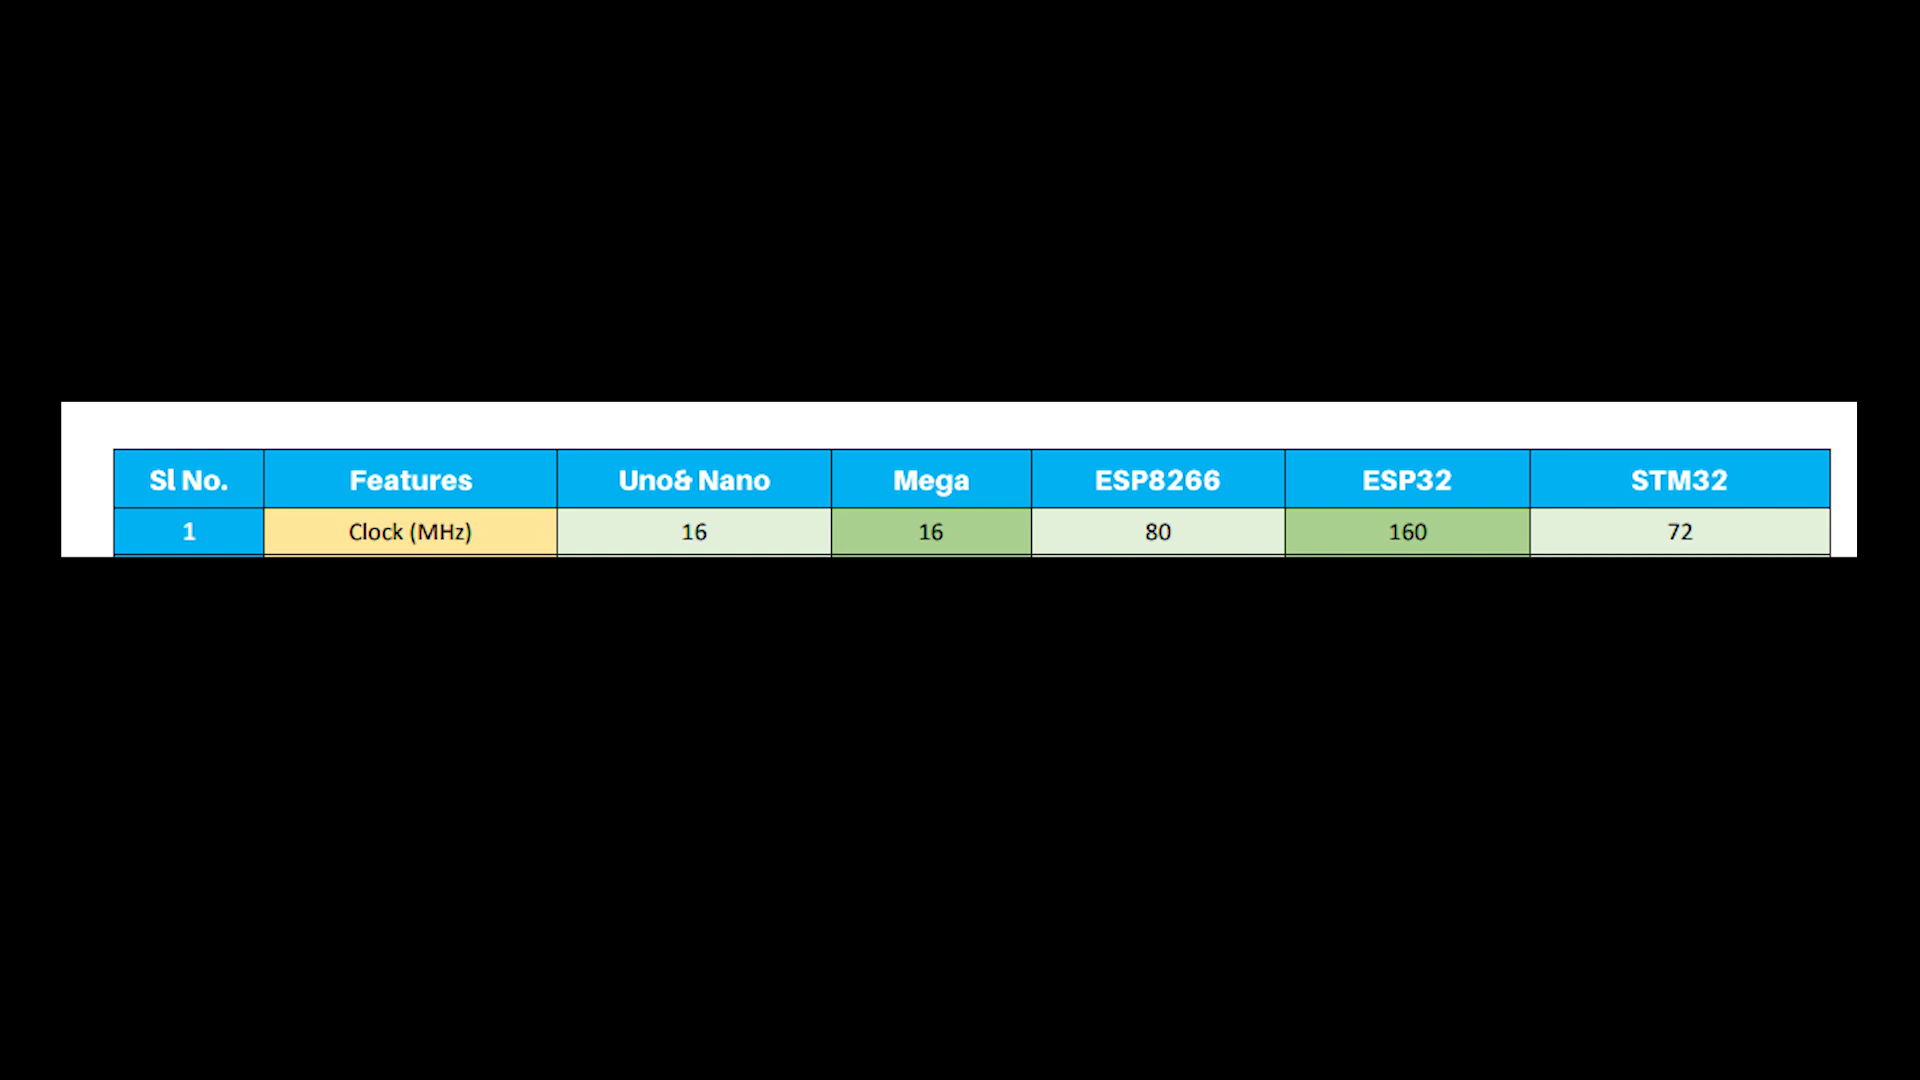 Sl No. Features Uno& Nano Mega ESP8266 ESP32 STM32
1 Clock (MHz) 16 16 80 160 72